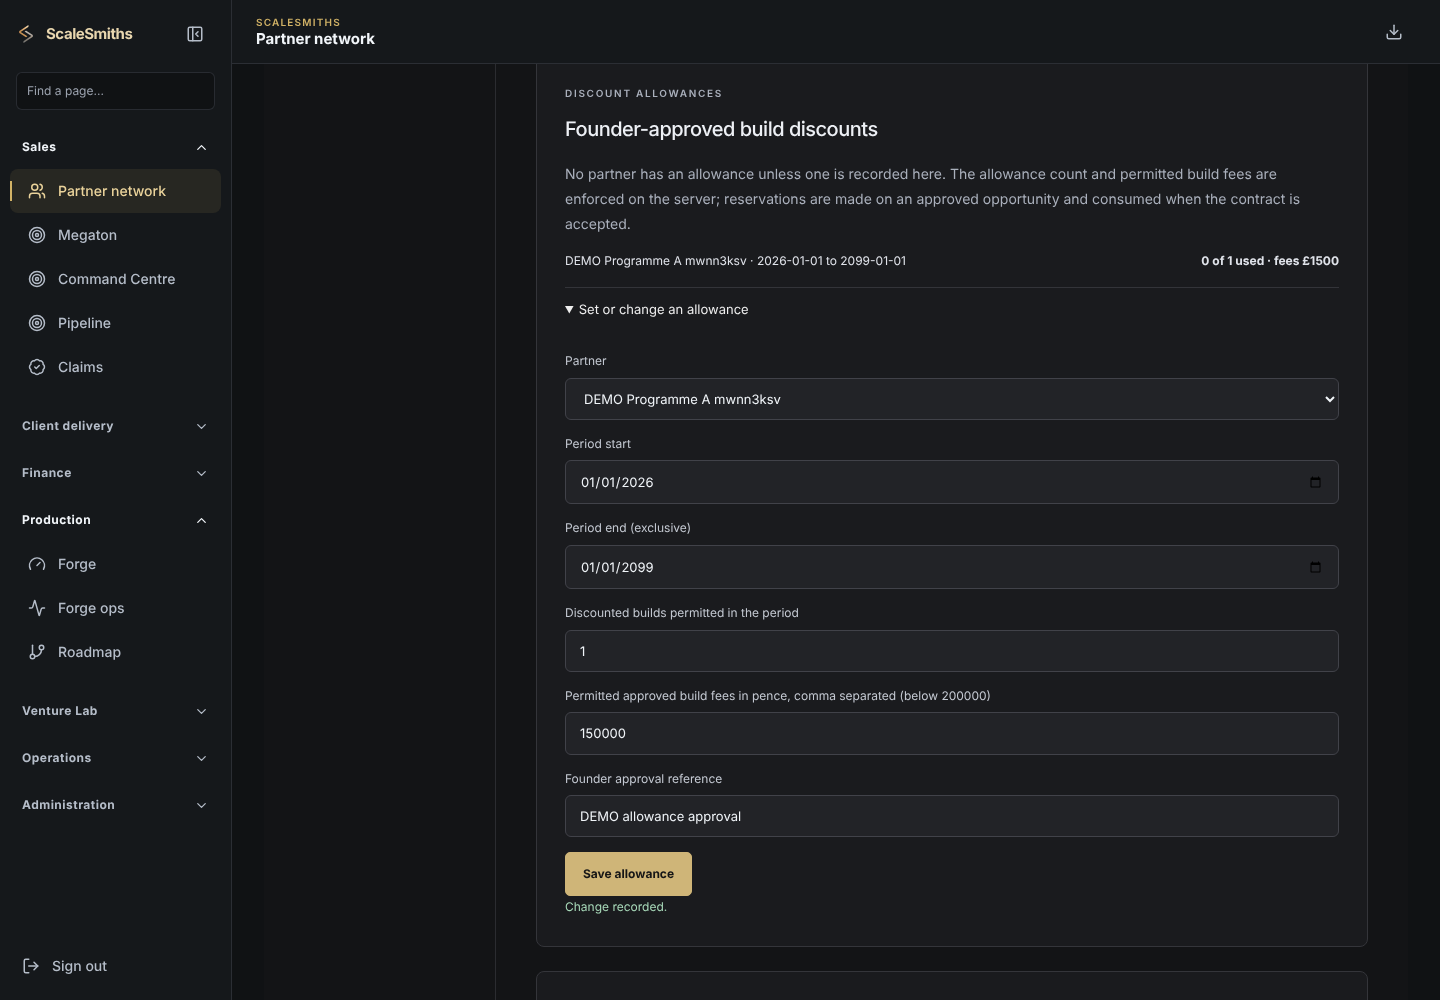 ScaleSmiths
Find a page...
Sales
Partner network
Megaton
Command Centre
Pipeline
Claims
Client delivery
Finance
Production
Forge
Forge ops
Roadmap
Venture Lab
Operations
Administration
Sign out
SCALESMITHS
Partner network
DISCOUNT ALLOWANCES
Founder-approved build discounts
No partner has an allowance unless one is recorded here. The allowance count and permitted build fees are
enforced on the server; reservations are made on an approved opportunity and consumed when the contract is
accepted.
DEMO Programme A mwnn3ksv · 2026-01-01 to 2099-01-01
0 of 1 used · fees £1500
Set or change an allowance
Partner
DEMO Programme A mwnn3ksv
Period start
01/01/2026
Period end (exclusive)
01/01/2099
Discounted builds permitted in the period
1
Permitted approved build fees in pence, comma separated (below 200000)
150000
Founder approval reference
DEMO allowance approval
Save allowance
Change recorded.